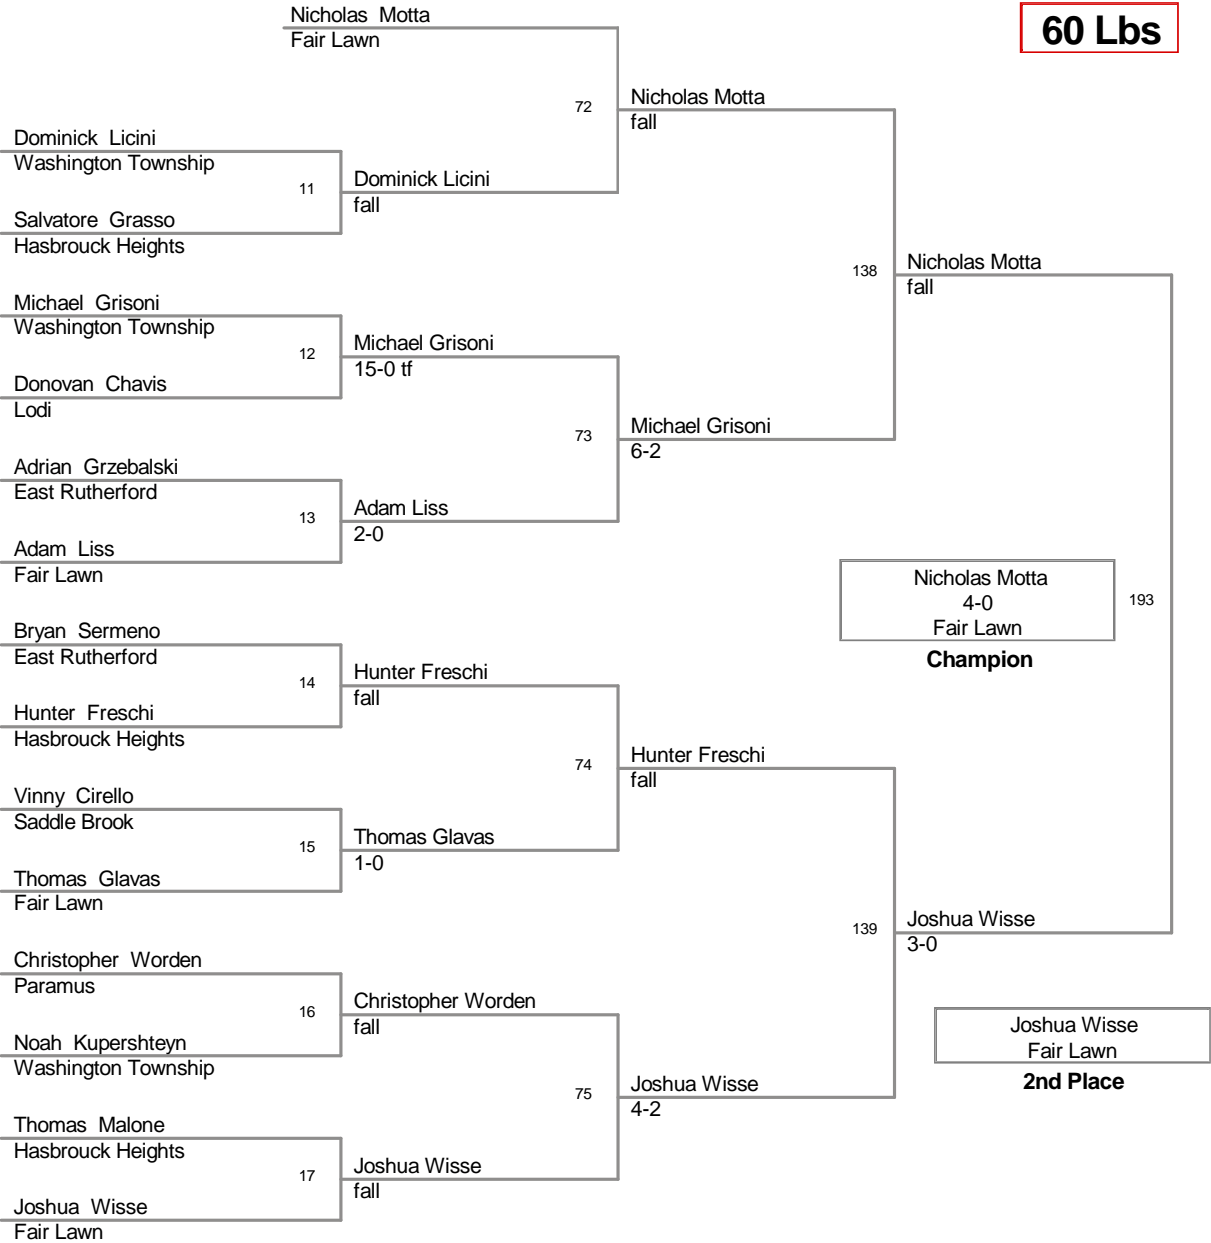 60 Lbs
Nicholas Motta
Fair Lawn
72
Nicholas Motta
fall
Dominick Licini
Washington Township
11
Dominick Licini
fall
Salvatore Grasso
Hasbrouck Heights
138
Nicholas Motta
fall
Michael Grisoni
Washington Township
12
Michael Grisoni
15-0 tf
Donovan Chavis
Lodi
73
Michael Grisoni
6-2
Adrian Grzebalski
East Rutherford
13
Adam Liss
2-0
Adam Liss
Fair Lawn
Nicholas Motta
4-0
Fair Lawn
Champion
193
Bryan Sermeno
East Rutherford
14
Hunter Freschi
fall
Hunter Freschi
Hasbrouck Heights
74
Hunter Freschi
fall
Vinny Cirello
Saddle Brook
15
Thomas Glavas
1-0
Thomas Glavas
Fair Lawn
139
Joshua Wisse
3-0
Christopher Worden
Paramus
16
Christopher Worden
fall
Noah Kupershteyn
Washington Township
Joshua Wisse
Fair Lawn
2nd Place
75
Joshua Wisse
4-2
Thomas Malone
Hasbrouck Heights
17
Joshua Wisse
fall
Joshua Wisse
Fair Lawn